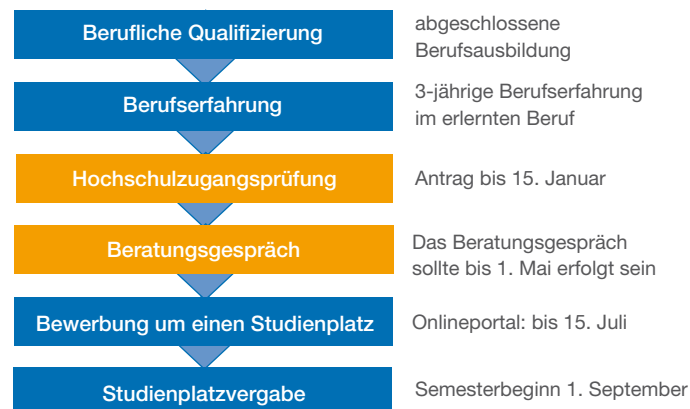 Berufliche Qualifizierung
abgeschlossene
Berufsausbildung
Berufserfahrung
3-jährige Berufserfahrung
im erlernten Beruf
Hochschulzugangsprüfung
Antrag bis 15. Januar
Beratungsgespräch
Das Beratungsgespräch
sollte bis 1. Mai erfolgt sein
Bewerbung um einen Studienplatz
Onlineportal: bis 15. Juli
Studienplatzvergabe
Semesterbeginn 1. September